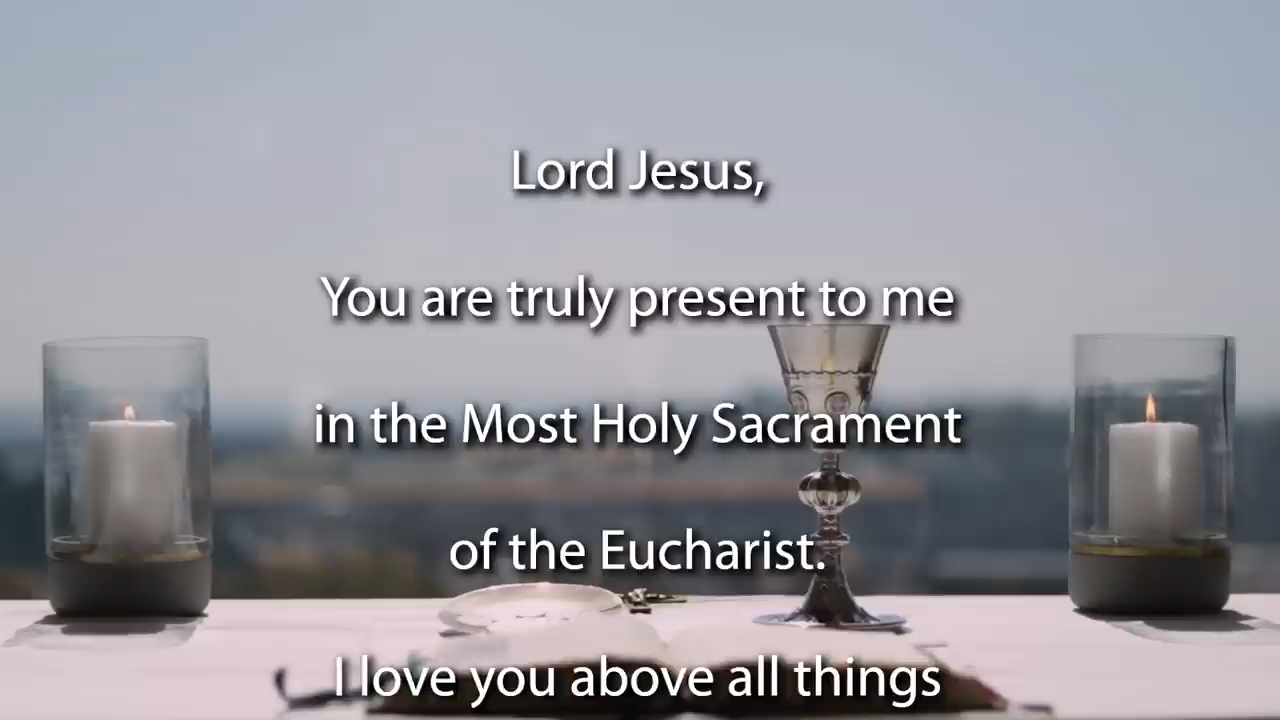 Lord Jesus,
You are truly present to me
in the Most Holy Sacrament
of the Eucharist.
I love you above all things